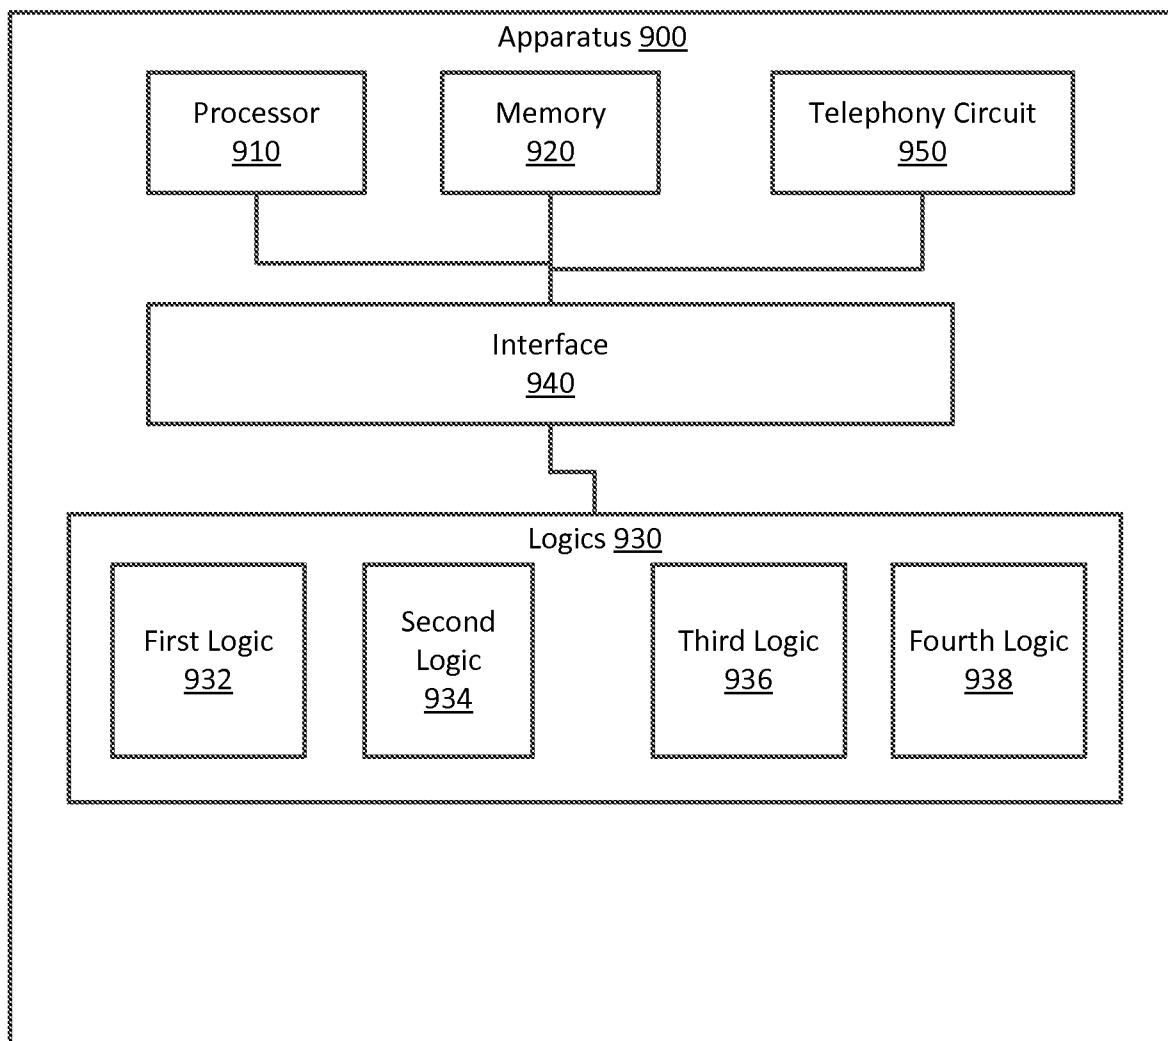 Apparatus 900
Processor
910
Memory
920
Telephony Circuit
950
Interface
940
Logics 930
First Logic
932
Second
Logic
934
Third Logic
936
Fourth Logic
938